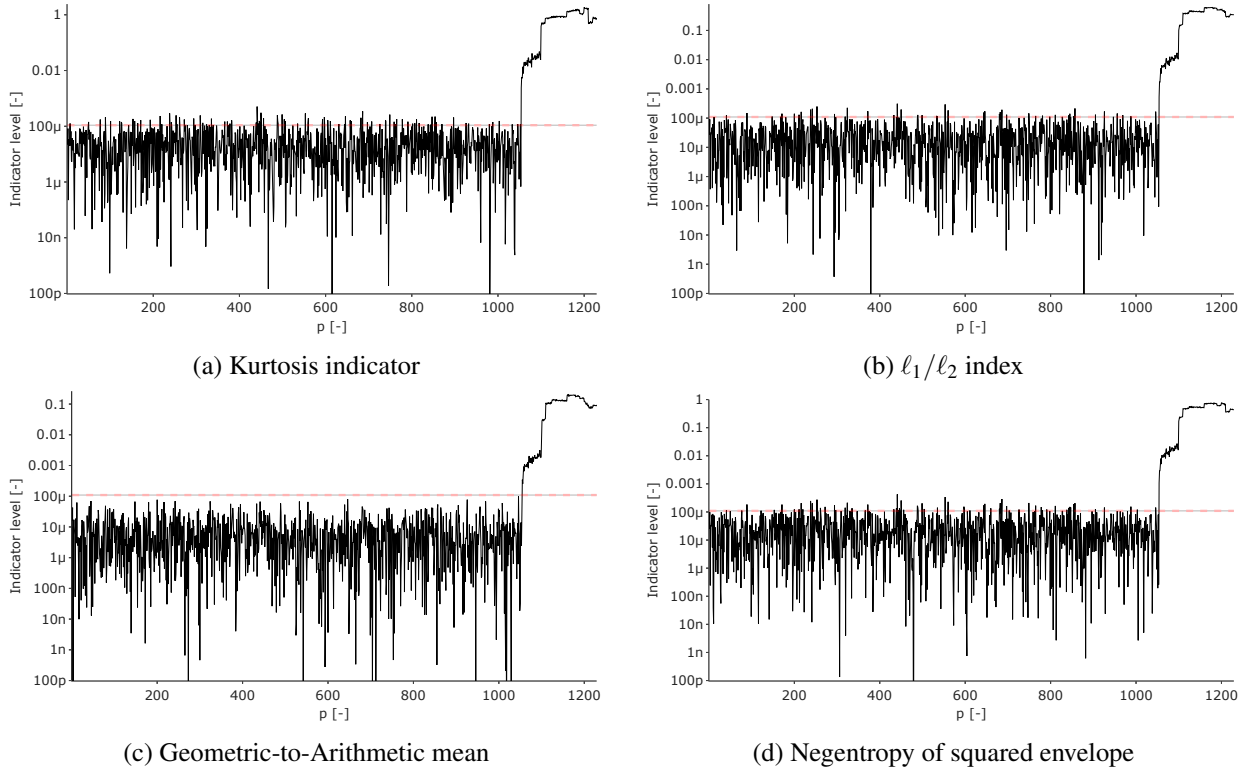 1
0.01
100μ
1μ
10n
100p
Indicator level [-]
200
400
600
800
1000
1200
p [-]
(a) Kurtosis indicator
0.1
0.01
0.001
100μ
10μ
1μ
100n
10n
1n
100p
Indicator level [-]
200
400
600
800
1000
1200
p [-]
(b) ℓ1/ℓ2 index
0.1
0.01
0.001
100μ
10μ
1μ
100n
10n
1n
100p
Indicator level [-]
200
400
600
800
1000
1200
p [-]
(c) Geometric-to-Arithmetic mean
1
0.1
0.01
0.001
100μ
10μ
1μ
100n
10n
1n
100p
Indicator level [-]
200
400
600
800
1000
1200
p [-]
(d) Negentropy of squared envelope